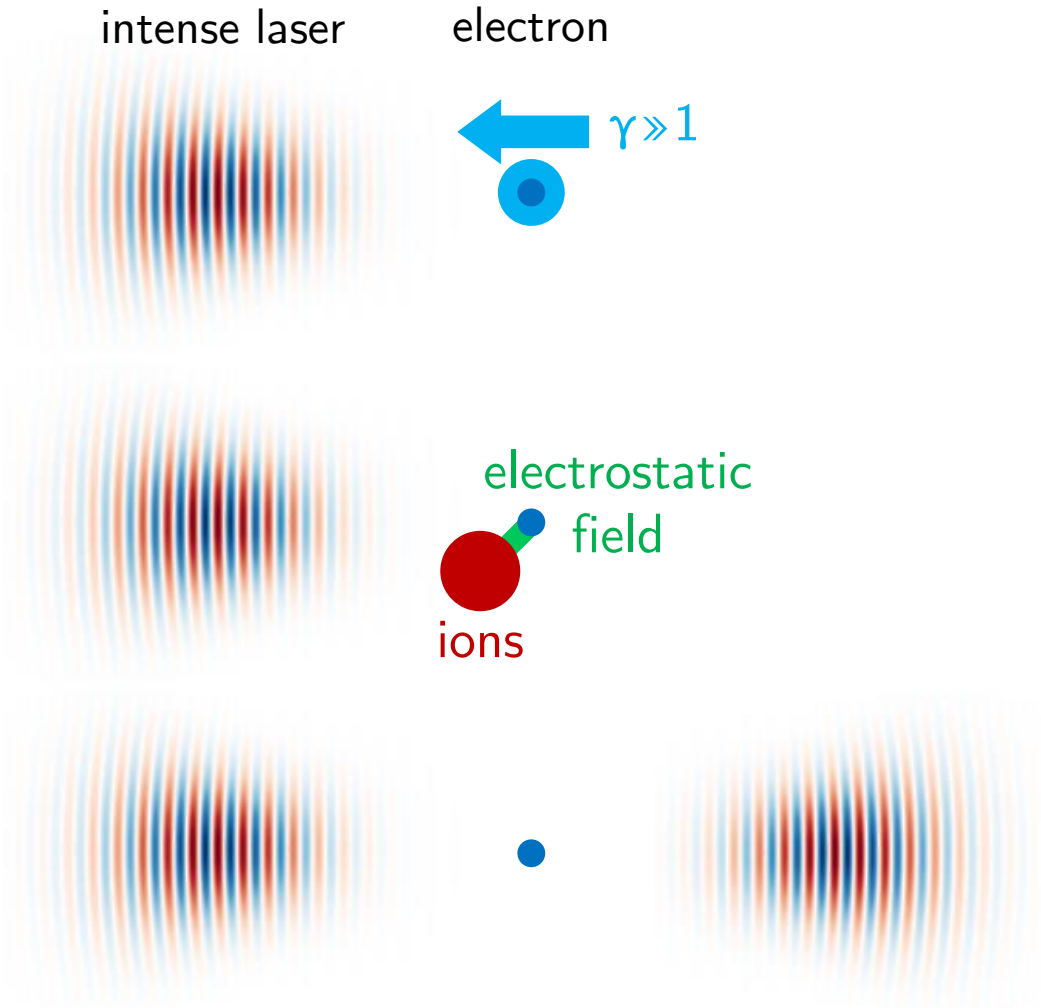 intense laser
electron
γ≫1
electrostatic
field
ions